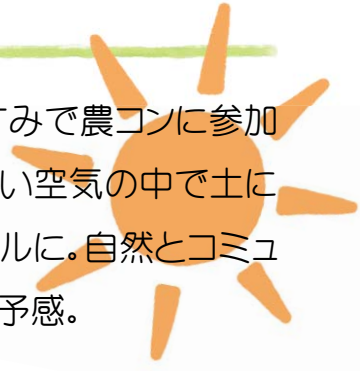 すみで農コンに参加
い空気の中で土に
ルに。自然とコミュ
予感。